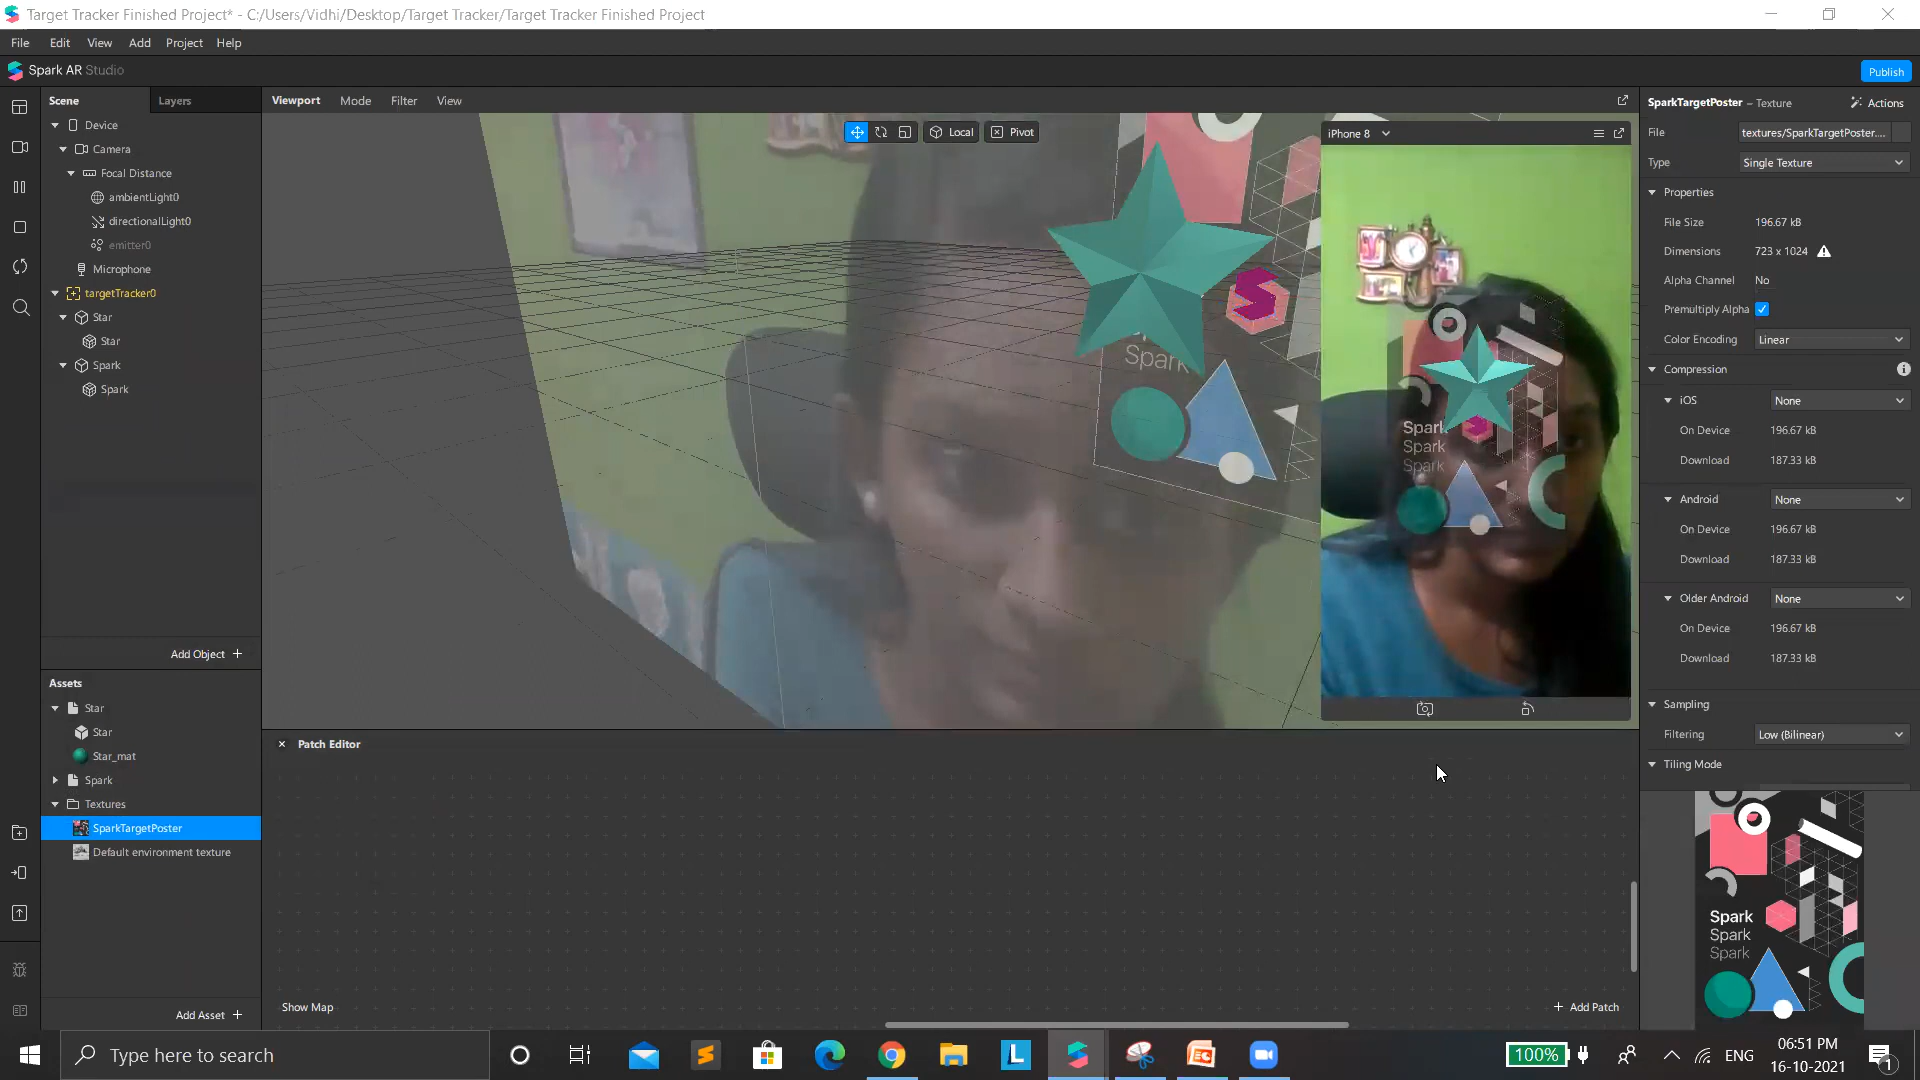 Target Tracker Finished Project* - C:/Users/Vidhi/Desktop/Target Tracker/Target Tracker Finished Project
File Edit View Add Project Help
Spark AR Studio
Publish
Scene Layers
Device
Camera
Focal Distance
ambientLight0
directionalLight0
emitter0
Microphone
targetTracker0
Star
Star
Spark
Spark
Add Object +
Assets
Star
Star
Star_mat
Spark
Textures
SparkTargetPoster
Default environment texture
Add Asset +
Viewport Mode Filter View
Local Pivot
Spark
iPhone 8
Spark
Spark
Spark
Patch Editor
Show Map
+ Add Patch
SparkTargetPoster – Texture Actions
File textures/SparkTargetPoster....
Type Single Texture
Properties
File Size 196.67 kB
Dimensions 723 x 1024
Alpha Channel No
Premultiply Alpha
Color Encoding Linear
Compression
iOS None
On Device 196.67 kB
Download 187.33 kB
Android None
On Device 196.67 kB
Download 187.33 kB
Older Android None
On Device 196.67 kB
Download 187.33 kB
Sampling
Filtering Low (Bilinear)
Tiling Mode
Spark
Spark
Spark
Type here to search
100%
ENG
06:51 PM
16-10-2021
1